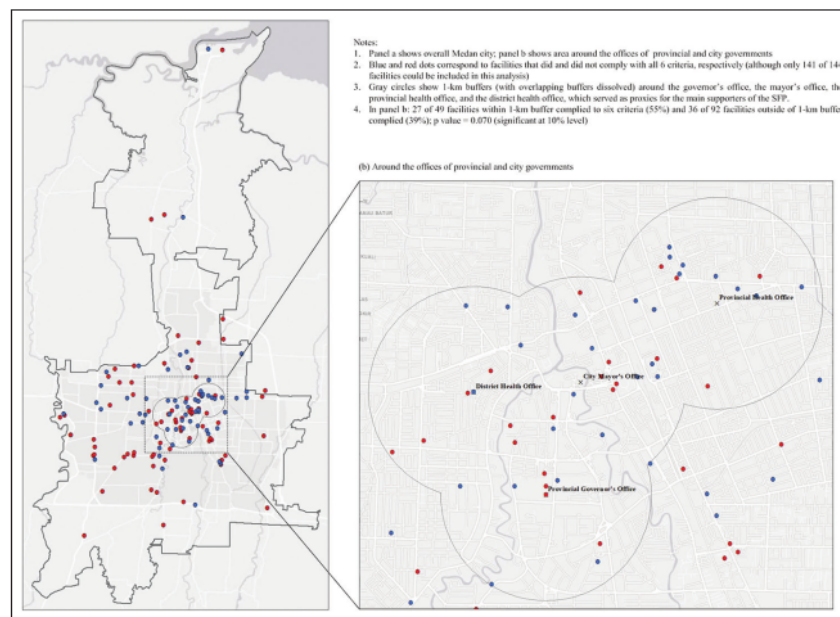 Notes:
1. Panel a shows overall Medan city; panel b shows area around the offices of provincial and city governments
2. Blue and red dots correspond to facilities that did and did not comply with all 6 criteria, respectively (although only 141 of 14
facilities could be included in this analysis)
3. Gray circles show 1-km buffers (with overlapping buffers dissolved) around the governor's office, the mayor's office, the
provincial health office, and the district health office, which served as proxies for the main supporters of the SFP.
4. In panel b: 27 of 49 facilities within 1-km buffer complied to six criteria (55%) and 36 of 92 facilities outside of 1-km buffe
complied (39%); p value = 0.070 (significant at 10% level)
(b) Around the offices of provincial and city governments
Provincial Health Office
City Mayor's Office
District Health Office
Provincial Governor's Office